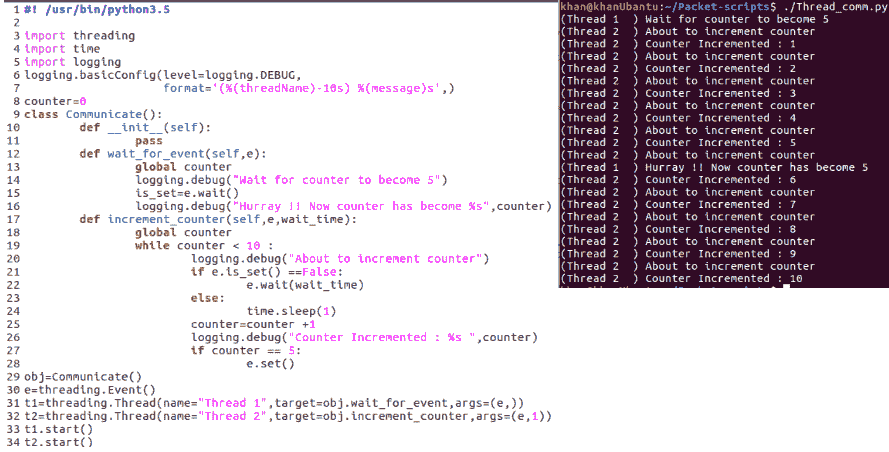 1 #! /usr/bin/python3.5
2
3 import threading
4 import time
5 import logging
6 logging.basicConfig(level=logging.DEBUG,
7                     format='(%(threadName)-10s) %(message)s',)
8 counter=0
9 class Communicate():
10         def __init__(self):
11                 pass
12         def wait_for_event(self,e):
13                 global counter
14                 logging.debug("Wait for counter to become 5")
15                 is_set=e.wait()
16                 logging.debug("Hurray !! Now counter has become %s",counter)
17         def increment_counter(self,e,wait_time):
18                 global counter
19                 while counter < 10 :
20                         logging.debug("About to increment counter")
21                         if e.is_set() ==False:
22                                 e.wait(wait_time)
23                         else:
24                                 time.sleep(1)
25                         counter=counter +1
26                         logging.debug("Counter Incremented : %s ",counter)
27                         if counter == 5:
28                                 e.set()
29 obj=Communicate()
30 e=threading.Event()
31 t1=threading.Thread(name="Thread 1",target=obj.wait_for_event,args=(e,))
32 t2=threading.Thread(name="Thread 2",target=obj.increment_counter,args=(e,1))
33 t1.start()
34 t2.start()
khan@khanUbuntu:~/Packet-scripts$ ./Thread_comm.py
(Thread 1  ) Wait for counter to become 5
(Thread 2  ) About to increment counter
(Thread 2  ) Counter Incremented : 1
(Thread 2  ) About to increment counter
(Thread 2  ) Counter Incremented : 2
(Thread 2  ) About to increment counter
(Thread 2  ) Counter Incremented : 3
(Thread 2  ) About to increment counter
(Thread 2  ) Counter Incremented : 4
(Thread 2  ) About to increment counter
(Thread 2  ) Counter Incremented : 5
(Thread 2  ) About to increment counter
(Thread 1  ) Hurray !! Now counter has become 5
(Thread 2  ) Counter Incremented : 6
(Thread 2  ) About to increment counter
(Thread 2  ) Counter Incremented : 7
(Thread 2  ) About to increment counter
(Thread 2  ) Counter Incremented : 8
(Thread 2  ) About to increment counter
(Thread 2  ) Counter Incremented : 9
(Thread 2  ) About to increment counter
(Thread 2  ) Counter Incremented : 10